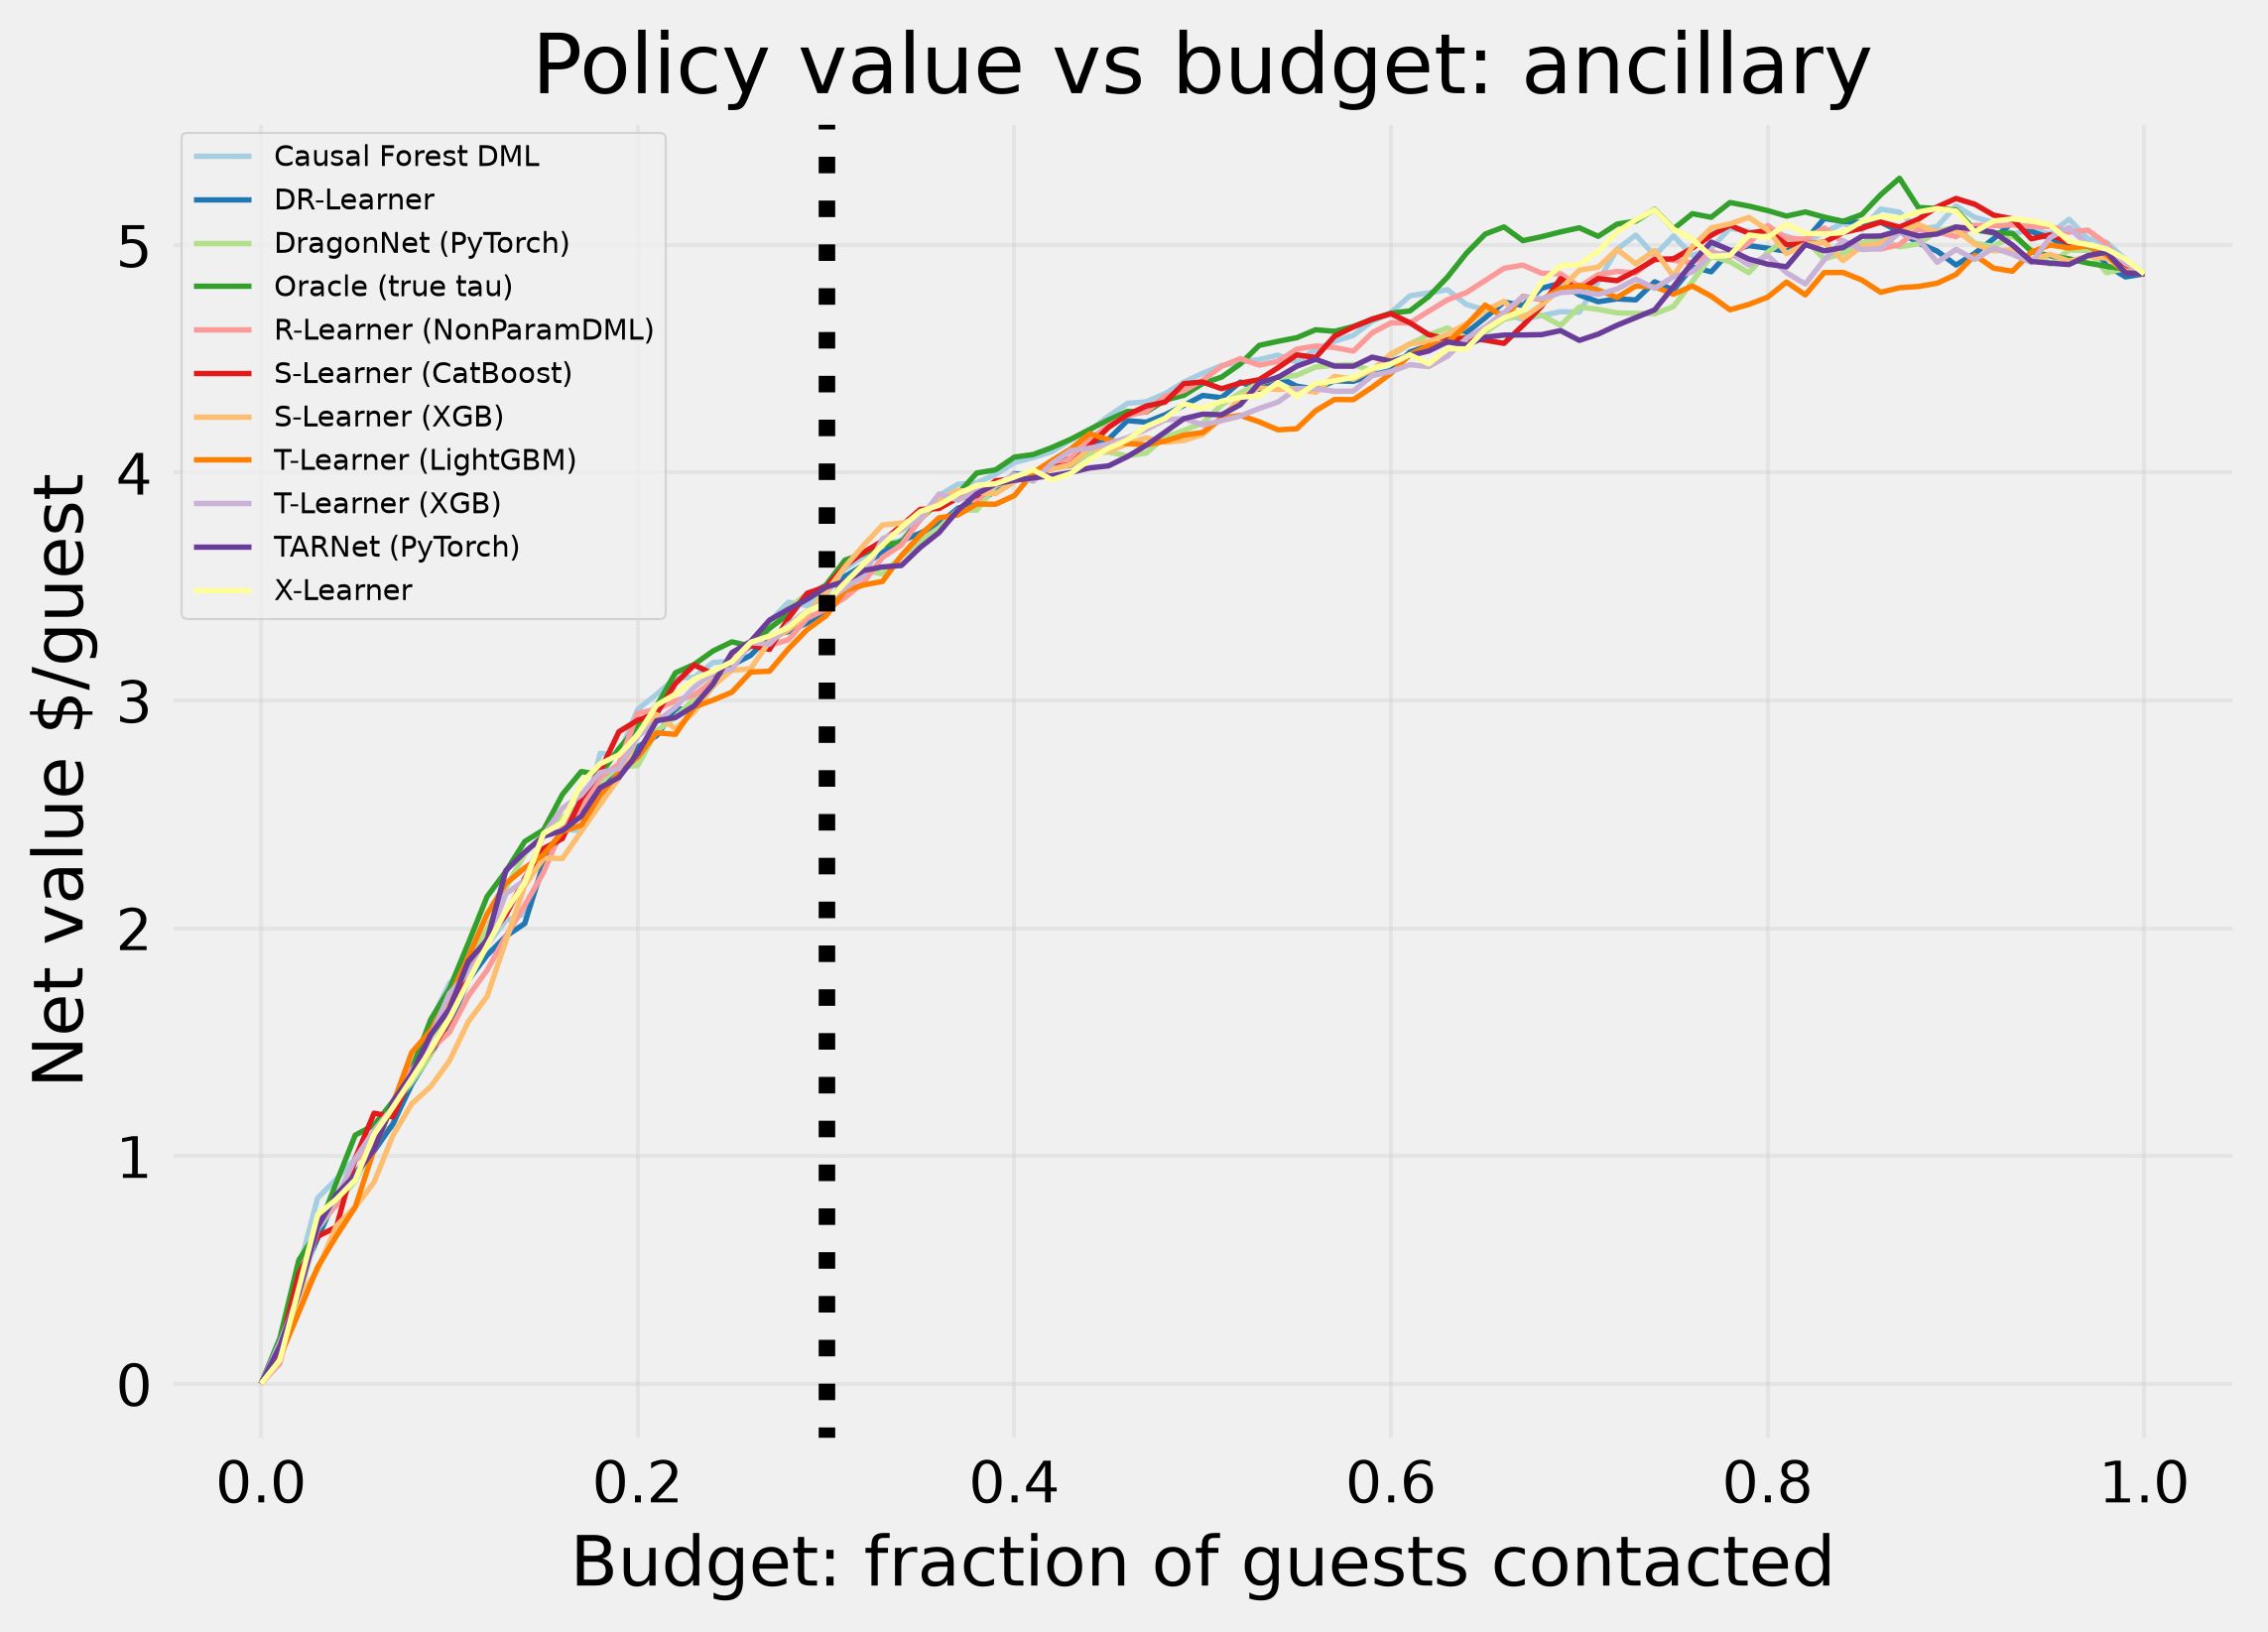 Policy value vs budget: ancillary
Causal Forest DML
DR-Learner
DragonNet (PyTorch)
Oracle (true tau)
R-Learner (NonParamDML)
S-Learner (CatBoost)
S-Learner (XGB)
T-Learner (LightGBM)
T-Learner (XGB)
TARNet (PyTorch)
X-Learner
Net value $/guest
5
4
3
2
1
0
0.0 0.2 0.4 0.6 0.8 1.0
Budget: fraction of guests contacted